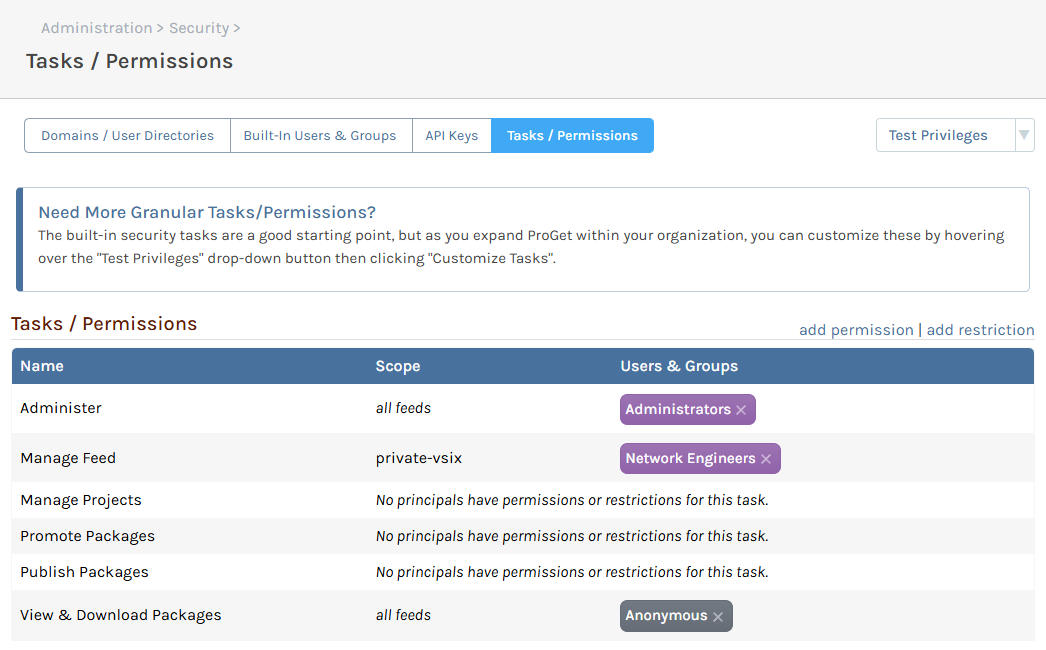 Administration > Security >
Tasks / Permissions
Domains / User Directories Built-In Users & Groups API Keys Tasks / Permissions Test Privileges
Need More Granular Tasks/Permissions?
The built-in security tasks are a good starting point, but as you expand ProGet within your organization, you can customize these by hovering
over the "Test Privileges" drop-down button then clicking "Customize Tasks".
Tasks / Permissions
add permission | add restriction
Name Scope Users & Groups
Administer all feeds Administrators ×
Manage Feed private-vsix Network Engineers ×
Manage Projects No principals have permissions or restrictions for this task.
Promote Packages No principals have permissions or restrictions for this task.
Publish Packages No principals have permissions or restrictions for this task.
View & Download Packages all feeds Anonymous ×